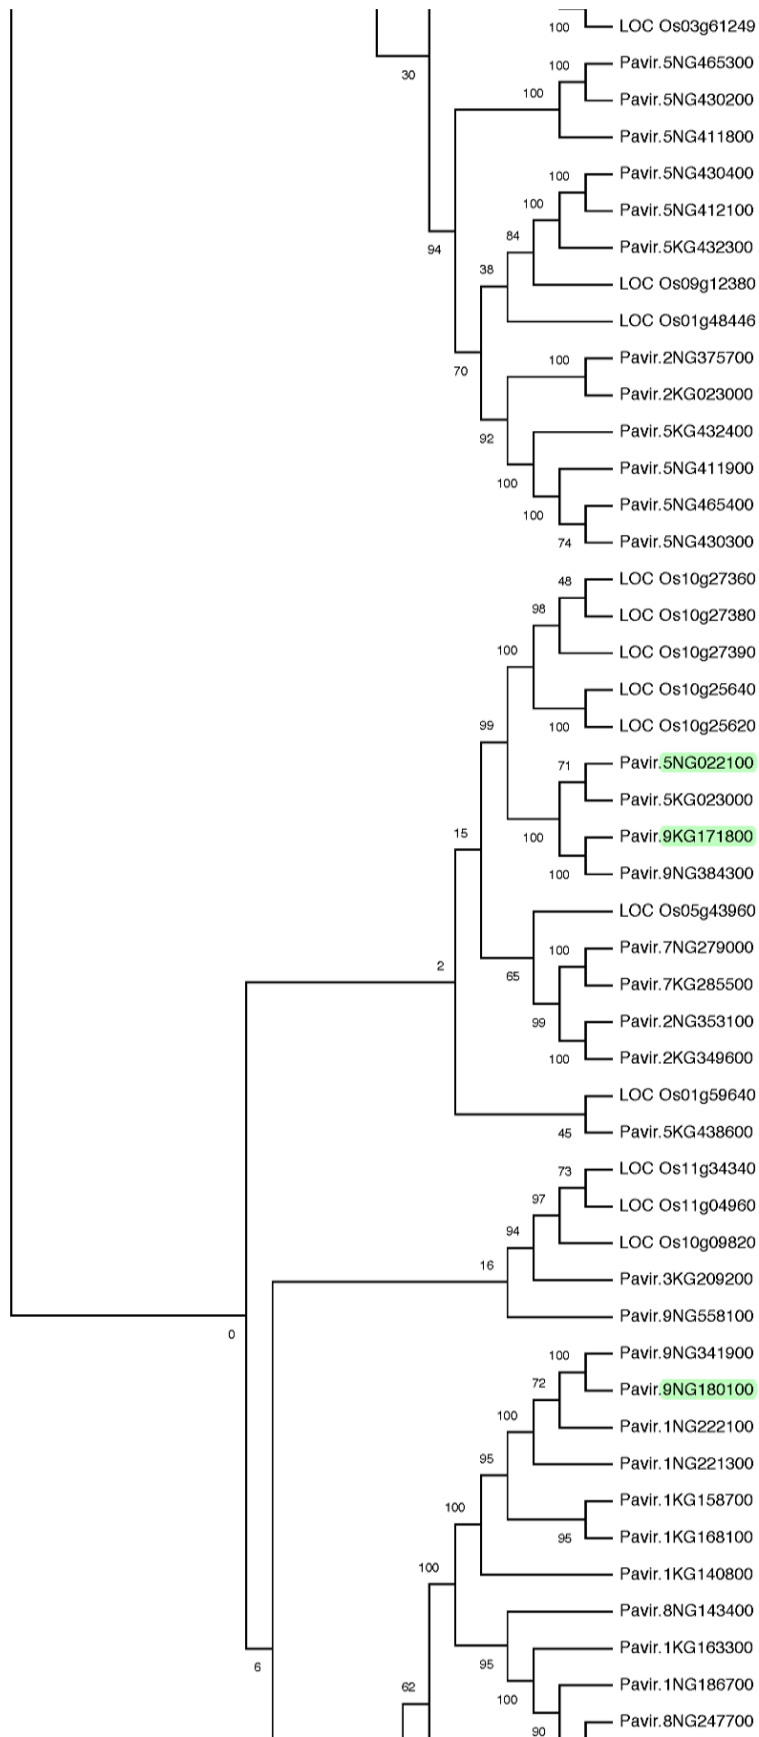 100
LOC Os03g61249
100
Pavir.5NG465300
30
100
Pavir.5NG430200
Pavir.5NG411800
100
Pavir.5NG430400
100
Pavir.5NG412100
84
94
Pavir.5KG432300
38
LOC Os09g12380
LOC Os01g48446
100
Pavir.2NG375700
70
Pavir.2KG023000
92
Pavir.5KG432400
Pavir.5NG411900
100
Pavir.5NG465400
100
74
Pavir.5NG430300
48
LOC Os10g27360
98
LOC Os10g27380
100
LOC Os10g27390
LOC Os10g25640
99
100
LOC Os10g25620
71
Pavir.5NG022100
Pavir.5KG023000
15
100
Pavir.9KG171800
100
Pavir.9NG384300
LOC Os05g43960
100
Pavir.7NG279000
2
65
Pavir.7KG285500
99
Pavir.2NG353100
100
Pavir.2KG349600
LOC Os01g59640
45
Pavir.5KG438600
73
LOC Os11g34340
97
LOC Os11g04960
94
LOC Os10g09820
16
Pavir.3KG209200
Pavir.9NG558100
0
100
Pavir.9NG341900
72
Pavir.9NG180100
100
Pavir.1NG222100
95
Pavir.1NG221300
100
Pavir.1KG158700
95
Pavir.1KG168100
100
Pavir.1KG140800
Pavir.8NG143400
6
95
Pavir.1KG163300
62
100
Pavir.1NG186700
90
Pavir.8NG247700